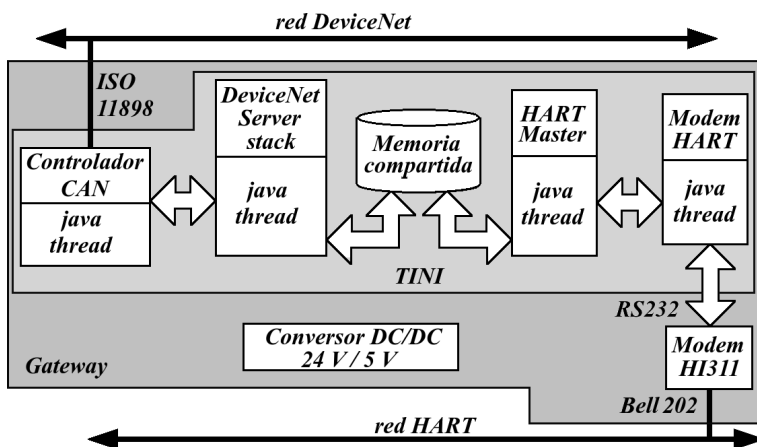 red DeviceNet
ISO
11898
DeviceNet
Server
stack
java
thread
Controlador
CAN
java
thread
Memoria
compartida
HART
Master
java
thread
Modem
HART
java
thread
TINI
RS232
Conversor DC/DC
24 V / 5 V
Modem
HI311
Gateway
Bell 202
red HART